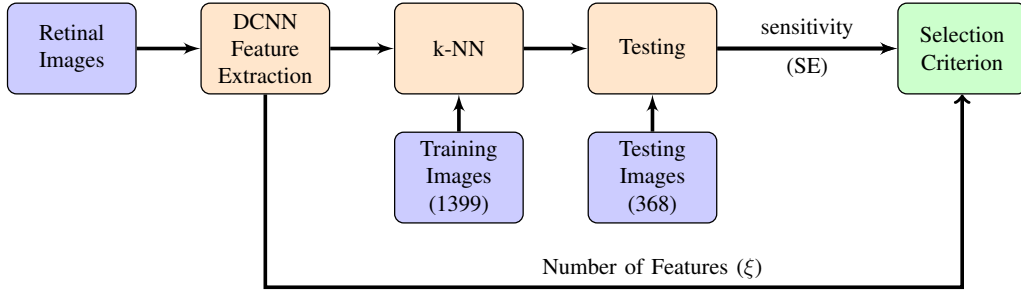 Retinal
Images
DCNN
Feature
Extraction
k-NN
Testing
sensitivity
(SE)
Selection
Criterion
Training
Images
(1399)
Testing
Images
(368)
Number of Features (ξ)